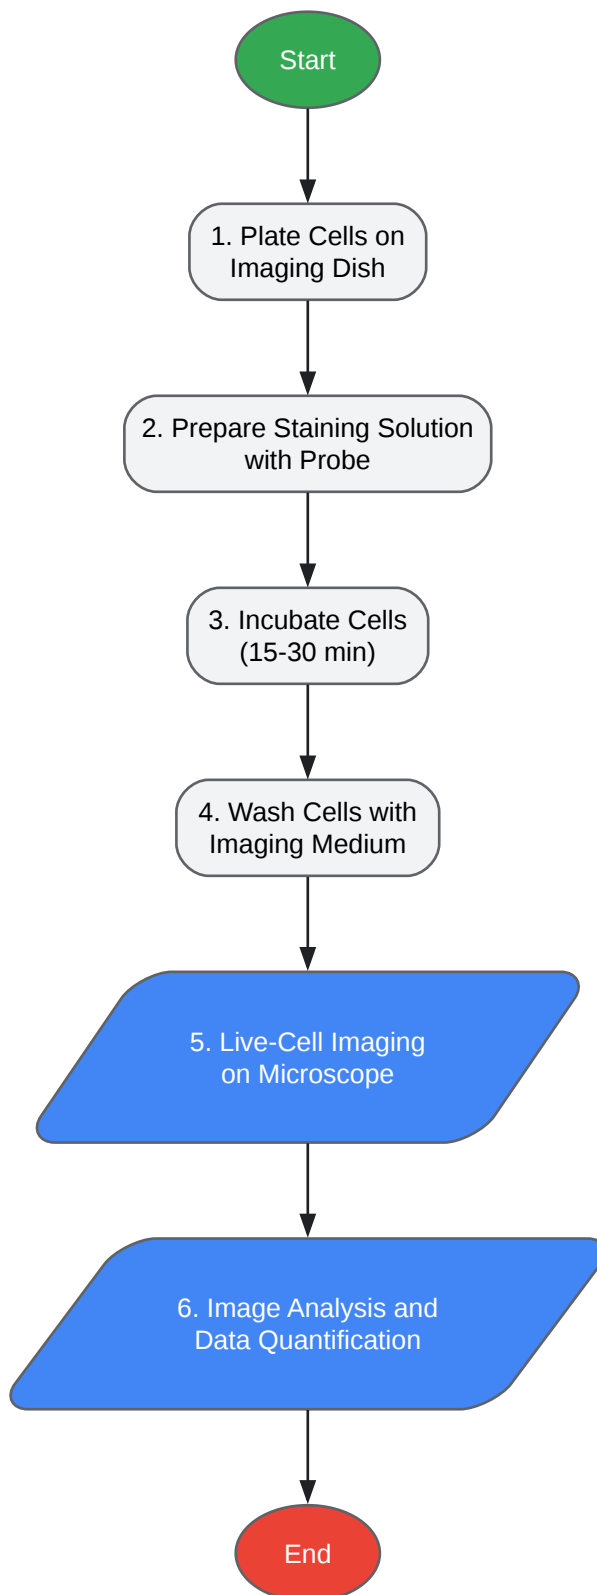 Start
1. Plate Cells on
Imaging Dish
2. Prepare Staining Solution
with Probe
3. Incubate Cells
(15-30 min)
4. Wash Cells with
Imaging Medium
5. Live-Cell Imaging
on Microscope
6. Image Analysis and
Data Quantification
End